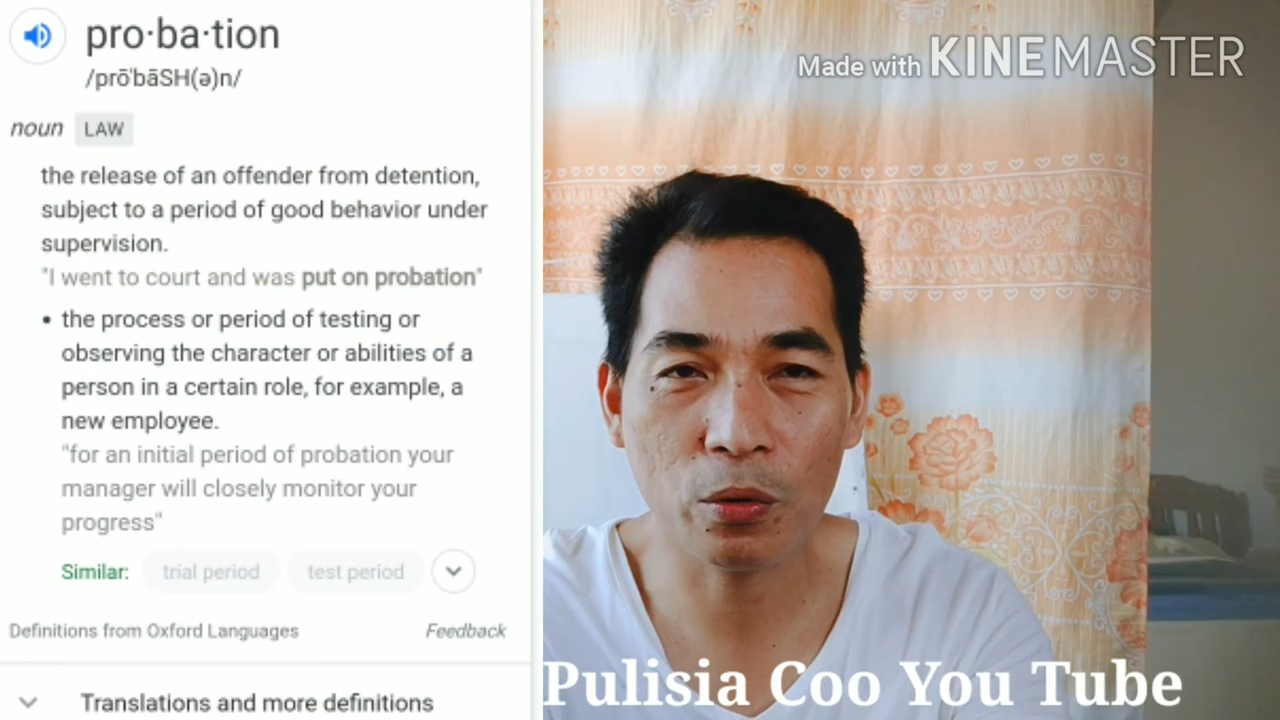 pro·ba·tion
/prō'bāSH(ə)n/
noun LAW
the release of an offender from detention,
subject to a period of good behavior under
supervision.
"I went to court and was put on probation"
• the process or period of testing or
observing the character or abilities of a
person in a certain role, for example, a
new employee.
"for an initial period of probation your
manager will closely monitor your
progress"
Similar: trial period test period
Definitions from Oxford Languages Feedback
Translations and more definitions
Made with KINEMASTER
Pulisia Coo You Tube